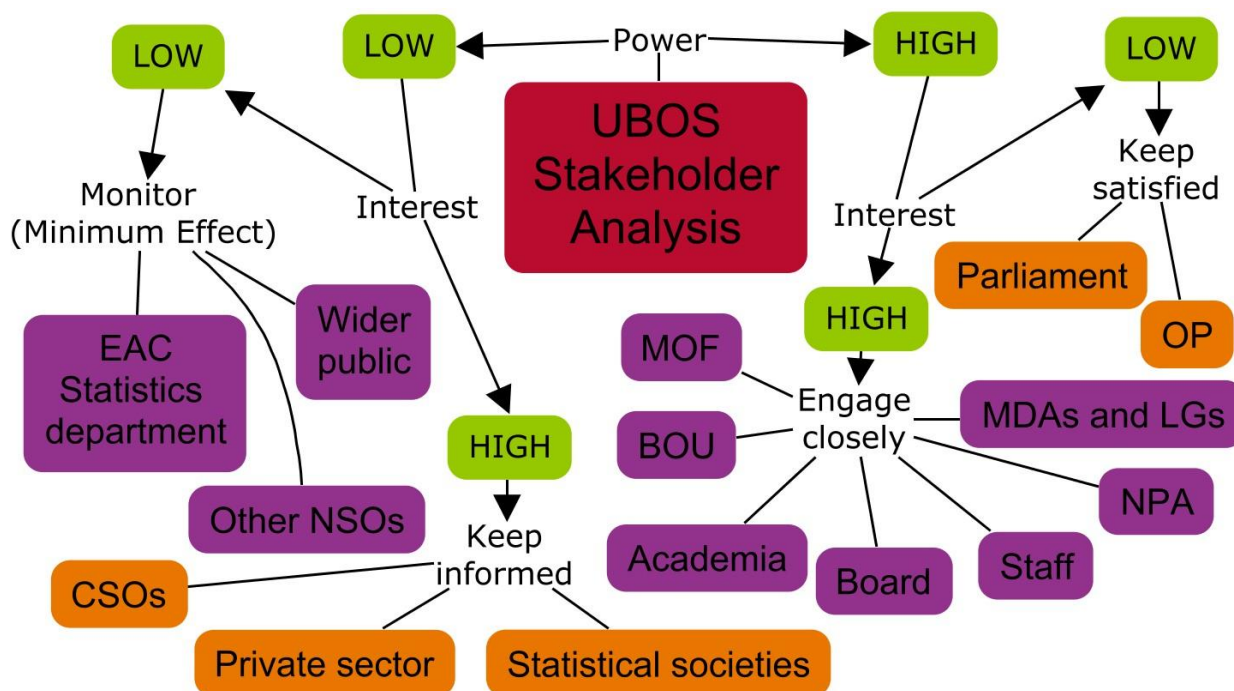 LOW
LOW
Power
HIGH
LOW
UBOS
Stakeholder
Analysis
Monitor
(Minimum Effect)
Interest
Interest
Keep
satisfied
Parliament
OP
EAC
Statistics
department
Wider
public
Other NSOs
HIGH
Keep
informed
CSOs
Private sector
Statistical societies
HIGH
Engage
closely
MOF
BOU
Academia
Board
Staff
NPA
MDAs and LGs